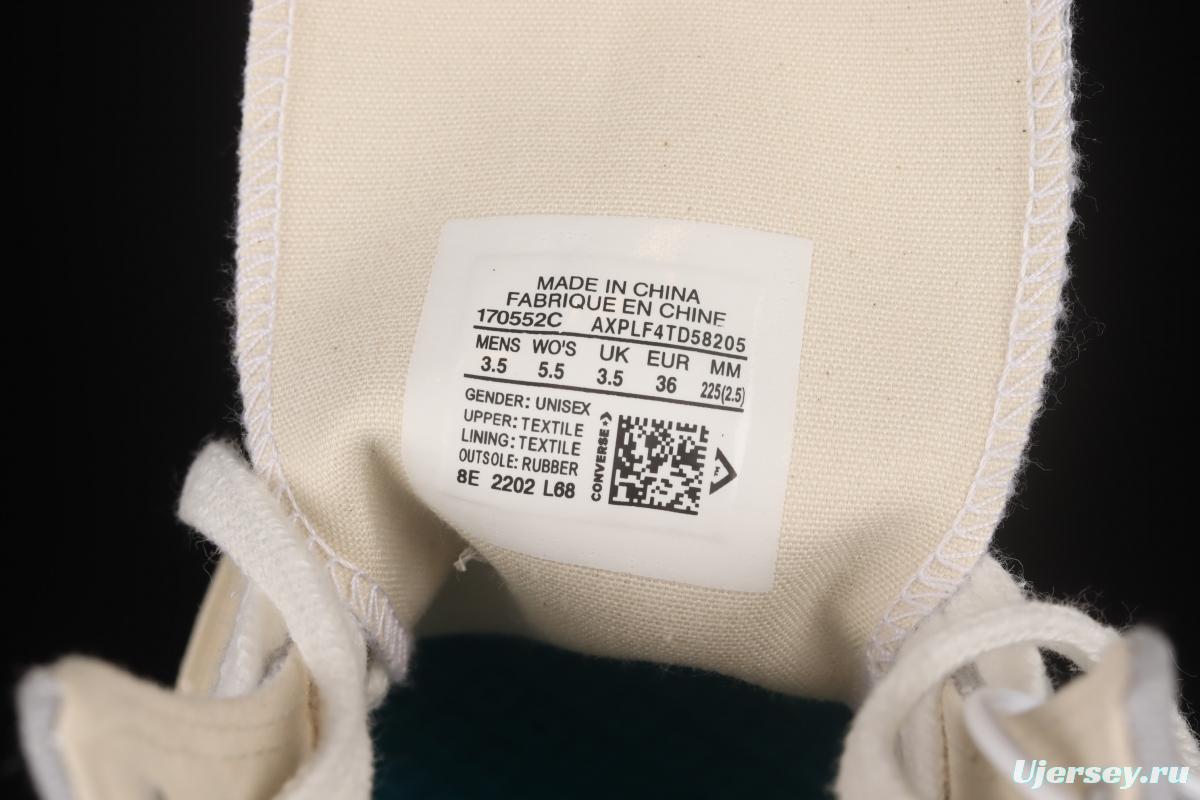 MADE IN CHINA
FABRIQUE EN CHINE
170552C AXPLF4TD58205
MENS WO'S UK EUR MM
3.5 5.5 3.5 36 225(2.5)
GENDER: UNISEX
UPPER: TEXTILE
LINING: TEXTILE
OUTSOLE: RUBBER
8E 2202 L68
CONVERSE
Ujersey.ru